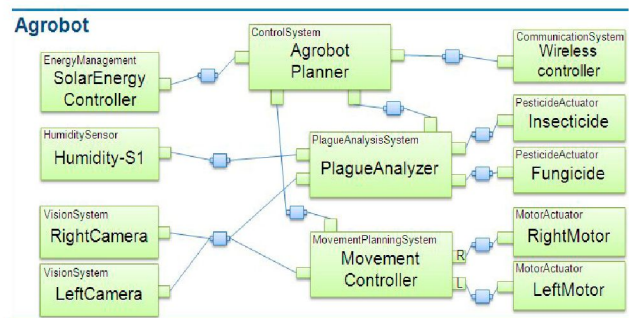 Agrobot
ControlSystem
Agrobot
Planner
CommunicationSystem
Wireless
controller
EnergyManagement
SolarEnergy
Controller
PesticideActuator
Insecticide
HumiditySensor
Humidity-S1
PlagueAnalysisSystem
PlagueAnalyzer
PesticideActuator
Fungicide
VisionSystem
RightCamera
MovementPlanningSystem
Movement
Controller
R
L
MotorActuator
RightMotor
VisionSystem
LeftCamera
MotorActuator
LeftMotor